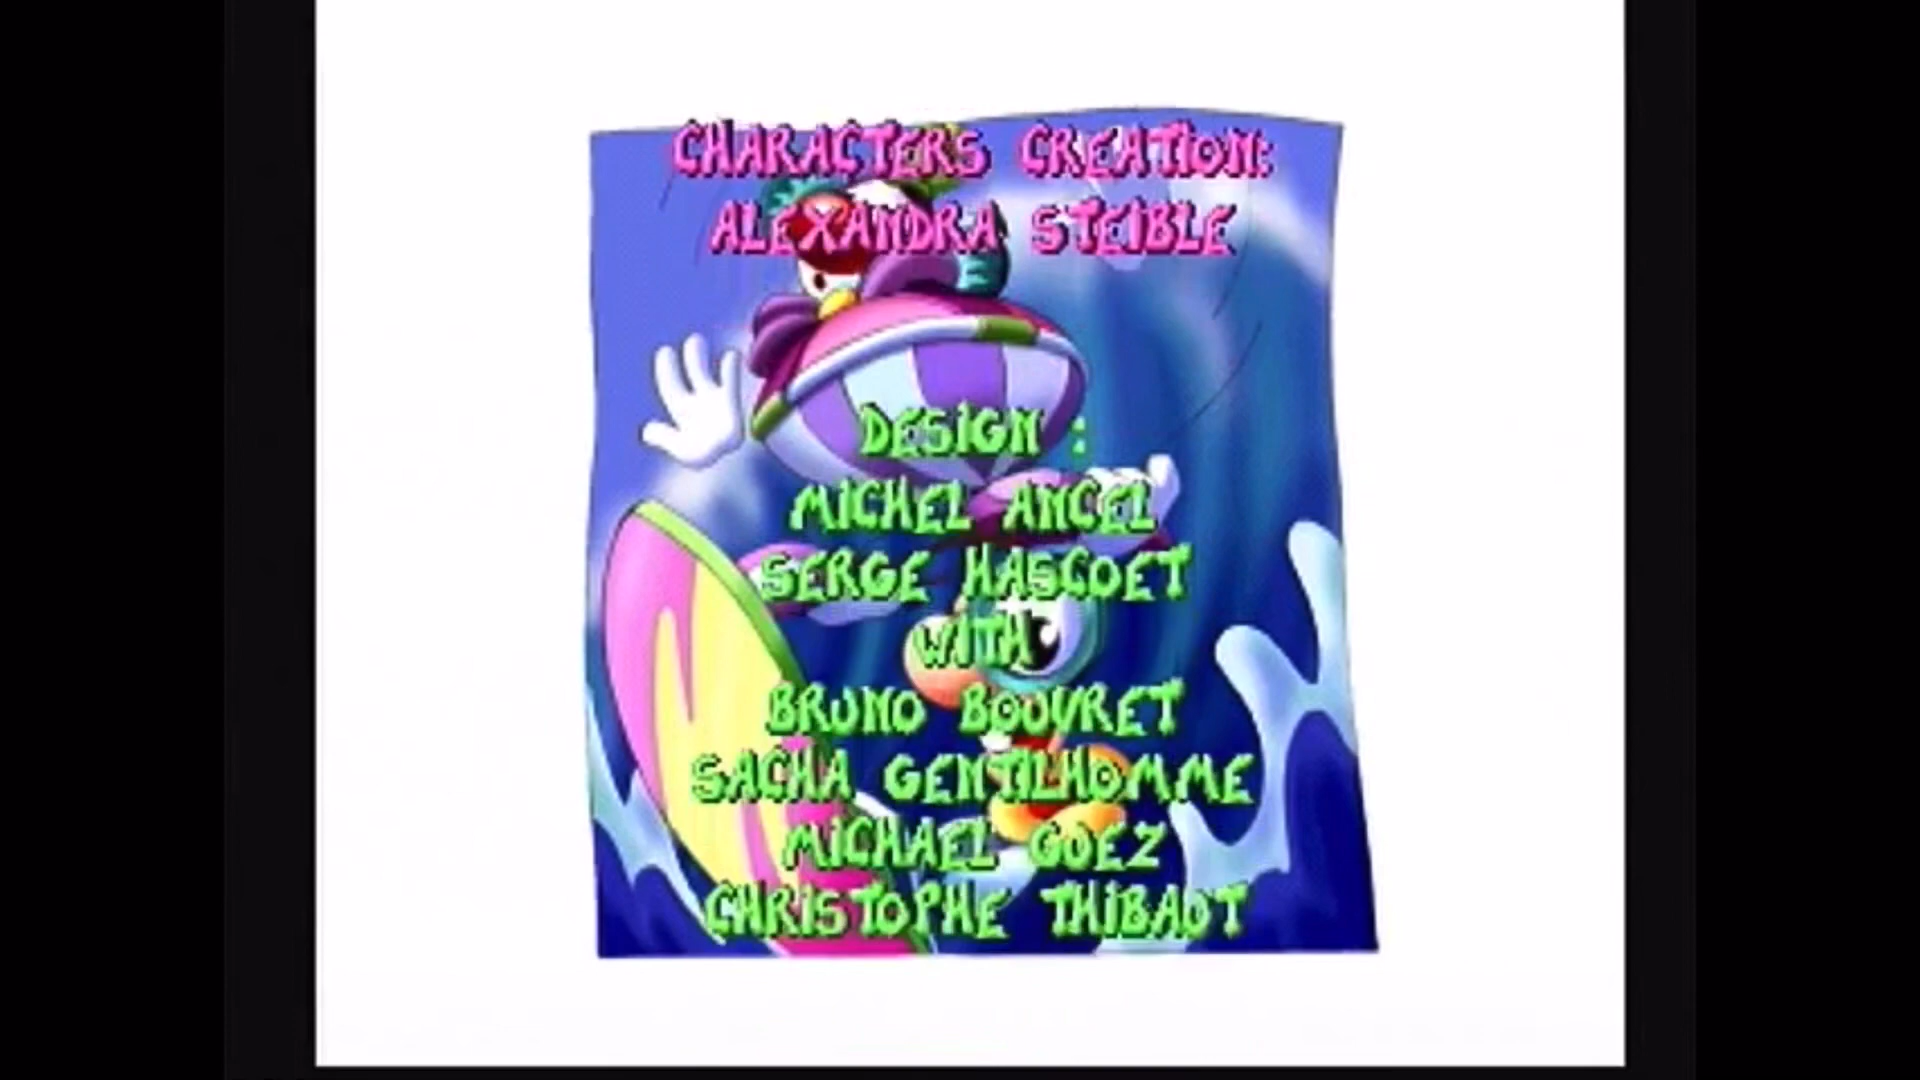 CHARACTERS CREATION:
ALEXANDRA STEIBLE
DESIGN :
MICHEL ANCEL
SERGE HASCOET
WITH
BRUNO BOUVRET
SACHA GENTILHOMME
MICHAEL GUEZ
CHRISTOPHE THIBAUT